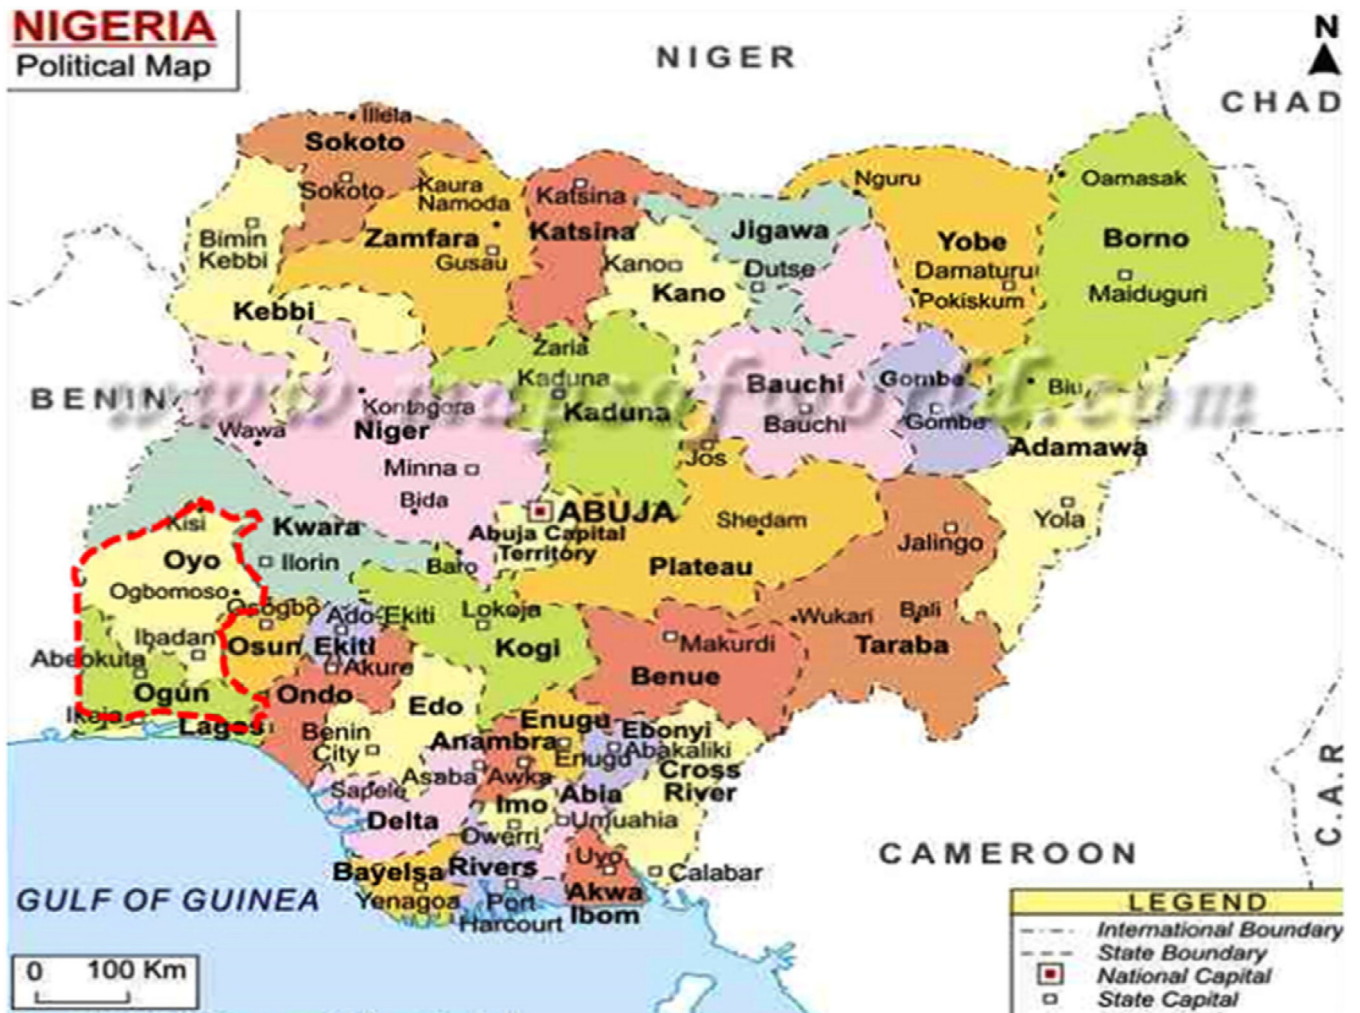 NIGERIA
Political Map
N
NIGER
CHAD
Illela
Sokoto
Sokoto
Kaura
Namoda
Katsina
Nguru
Oamasak
Bimin
Kebbi
Zamfara
Gusau
Katsina
Jigawa
Yobe
Borno
Kano
Dutse
Damaturu
Kano
Pokiskum
Maiduguri
Kebbi
Zaria
Kaduna
Kaduna
Bauchi
Bauchi
Gombe
Gombe
Biu
www.mapsofworld.com
BENIN
Kontagora
Wawa
Niger
Minna
Bida
Jos
Adamawa
Yola
Kisi
Kwara
ABUJA
Abuja Capital
Territory
Shedam
Jalingo
Oyo
Ilorin
Baro
Plateau
Ogbomoso
Osogbo
Ado-Ekiti
Lokoja
Wukari
Bali
Ibadan
Osun
Ekiti
Kogi
Makurdi
Taraba
Abeokuta
Akure
Benue
Ogun
Ondo
Edo
Ikeja
Lagos
Benin
City
Enugu
Anambra
Enugu
Ebonyi
Abakaliki
Asaba
Awka
Cross
River
Sapele
Imo
Abia
Delta
Owerri
Umuahia
C.A.R
Bayelsa
Yenagoa
Rivers
Port
Harcourt
Uyo
Akwa
Ibom
Calabar
CAMEROON
GULF OF GUINEA
LEGEND
International Boundary
State Boundary
National Capital
State Capital
0 100 Km